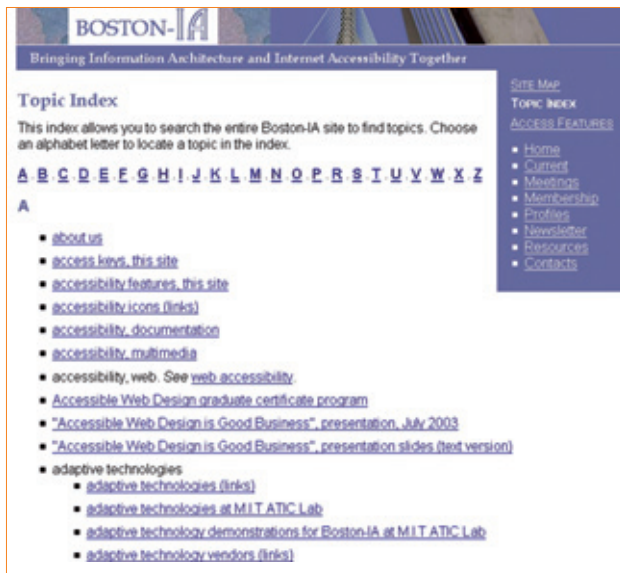 BOSTON-IA
Bringing Information Architecture and Internet Accessibility Together
SITE MAP
TOPIC INDEX
ACCESS FEATURES
Home
Current
Meetings
Membership
Profiles
Newsletter
Resources
Contacts
Topic Index
This index allows you to search the entire Boston-IA site to find topics. Choose
an alphabet letter to locate a topic in the index.
A . B . C . D . E . F . G . H . I . J . K . L . M . N . O . P . R . S . T . U . V . W . X . Z
A
about us
access keys, this site
accessibility features, this site
accessibility icons (links)
accessibility, documentation
accessibility, multimedia
accessibility, web. See web accessibility.
Accessible Web Design graduate certificate program
"Accessible Web Design is Good Business", presentation, July 2003
"Accessible Web Design is Good Business", presentation slides (text version)
adaptive technologies
adaptive technologies (links)
adaptive technologies at M.I.T ATIC Lab
adaptive technology demonstrations for Boston-IA at M.I.T ATIC Lab
adaptive technology vendors (links)